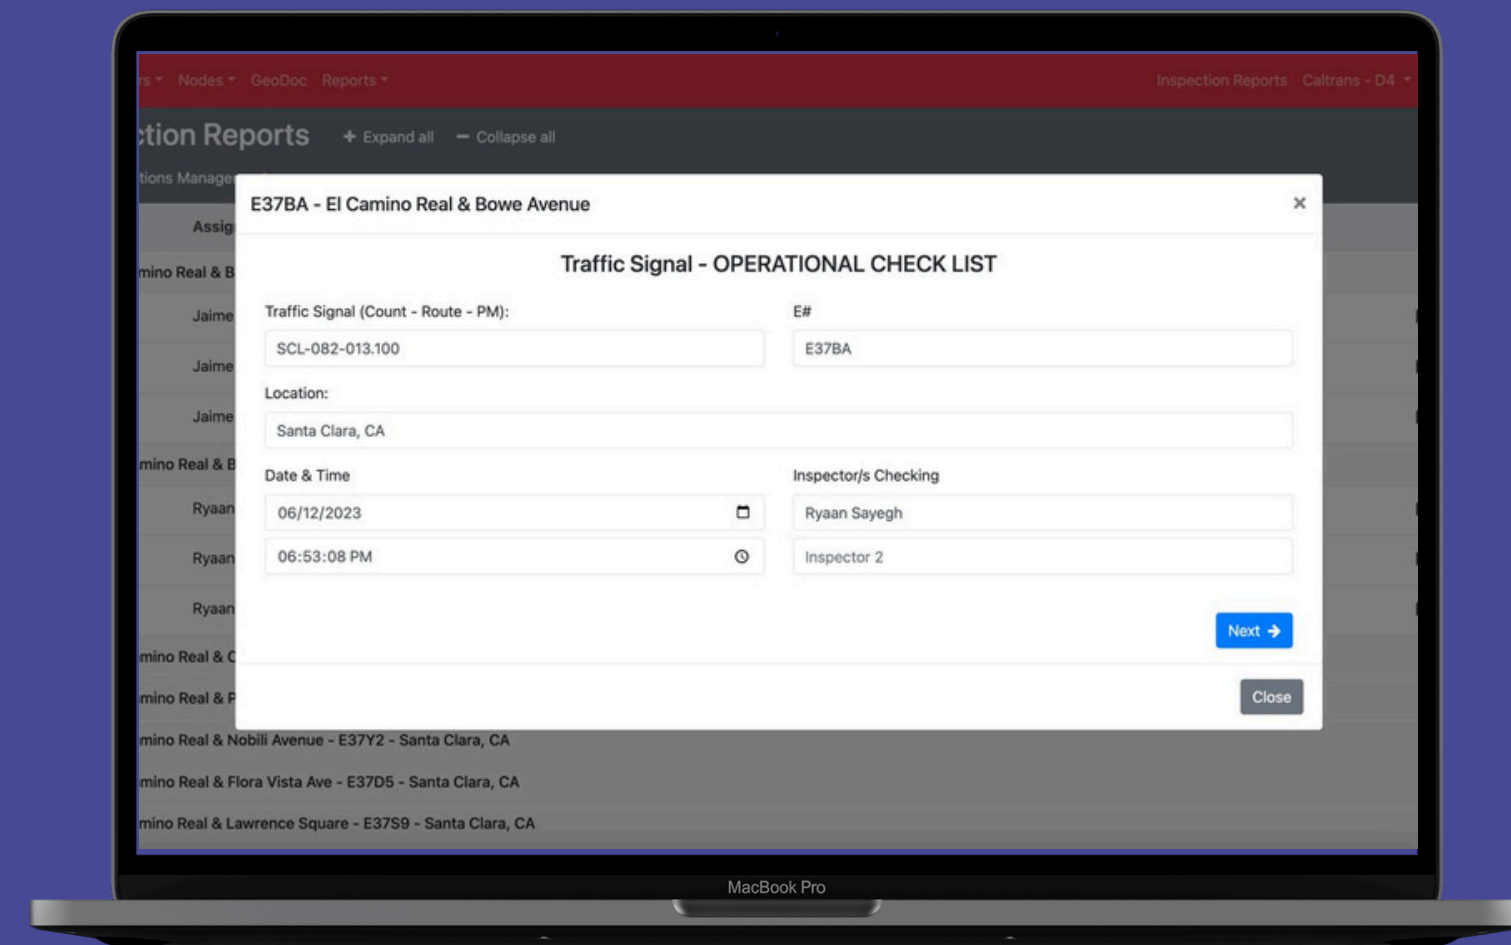 rs Nodes GeoDoc Reports Inspection Reports Caltrans - D4
ction Reports + Expand all − Collapse all
tions Manage
E37BA - El Camino Real & Bowe Avenue ×
Assig
Traffic Signal - OPERATIONAL CHECK LIST
mino Real & B
Traffic Signal (Count - Route - PM): E#
Jaime
SCL-082-013.100 E37BA
Jaime
Location:
Jaime
Santa Clara, CA
mino Real & B
Date & Time Inspector/s Checking
Ryaan
06/12/2023 Ryaan Sayegh
Ryaan
06:53:08 PM Inspector 2
Ryaan
Next →
mino Real & C
mino Real & P
Close
mino Real & Nobili Avenue - E37Y2 - Santa Clara, CA
mino Real & Flora Vista Ave - E37D5 - Santa Clara, CA
mino Real & Lawrence Square - E37S9 - Santa Clara, CA
MacBook Pro